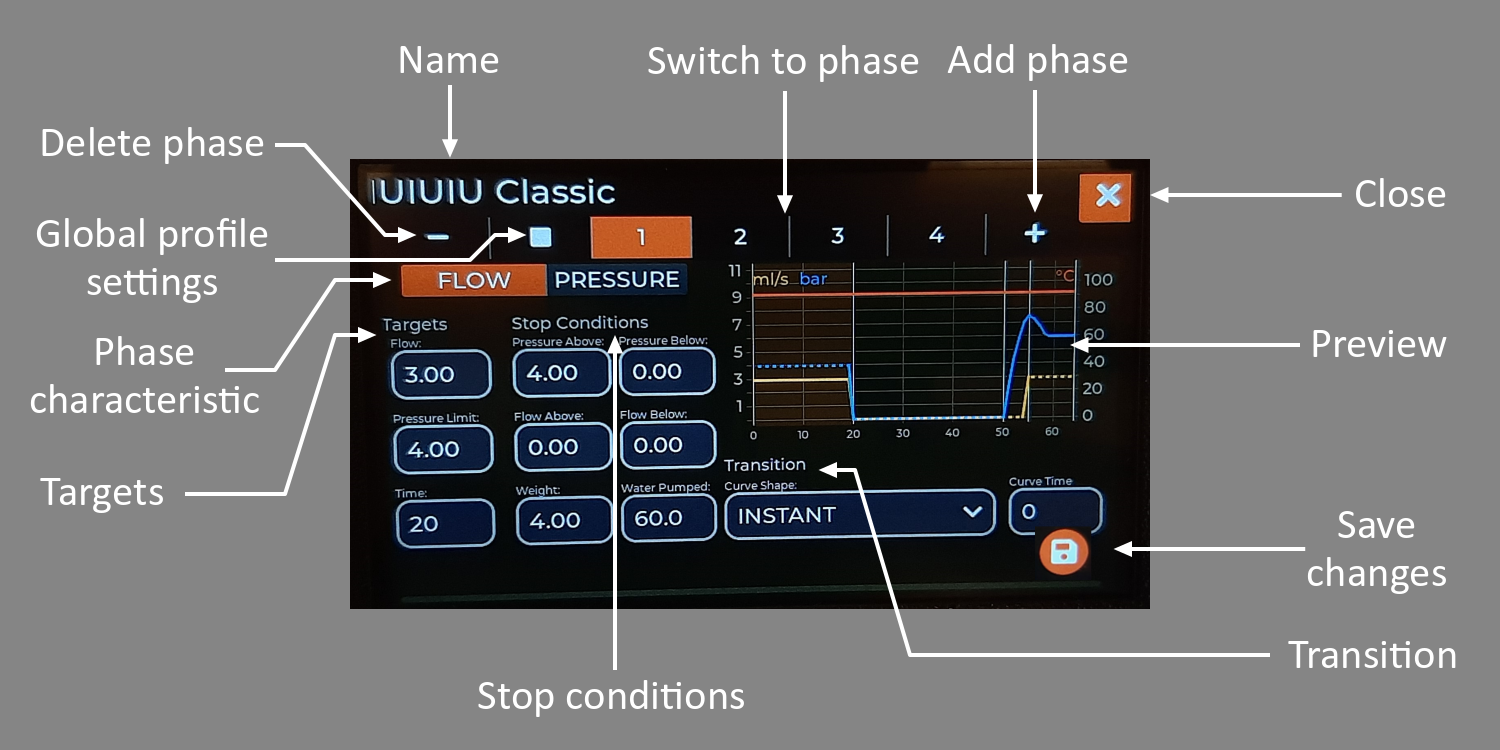 Name
Switch to phase
Add phase
Delete phase
Close
Global profile
settings
Phase
characteristic
Preview
Targets
Save
changes
Transition
Stop conditions
IUIUIU Classic
1
2
3
4
FLOW
PRESSURE
Targets
Stop Conditions
Flow:
Pressure Above:
Pressure Below:
3.00
4.00
0.00
Pressure Limit:
Flow Above:
Flow Below:
4.00
0.00
0.00
Time:
Weight:
Water Pumped:
20
4.00
60.0
ml/s bar
°C
11
9
7
5
3
1
100
80
60
40
20
0
0 10 20 30 40 50 60
Transition
Curve Shape:
Curve Time
INSTANT
0